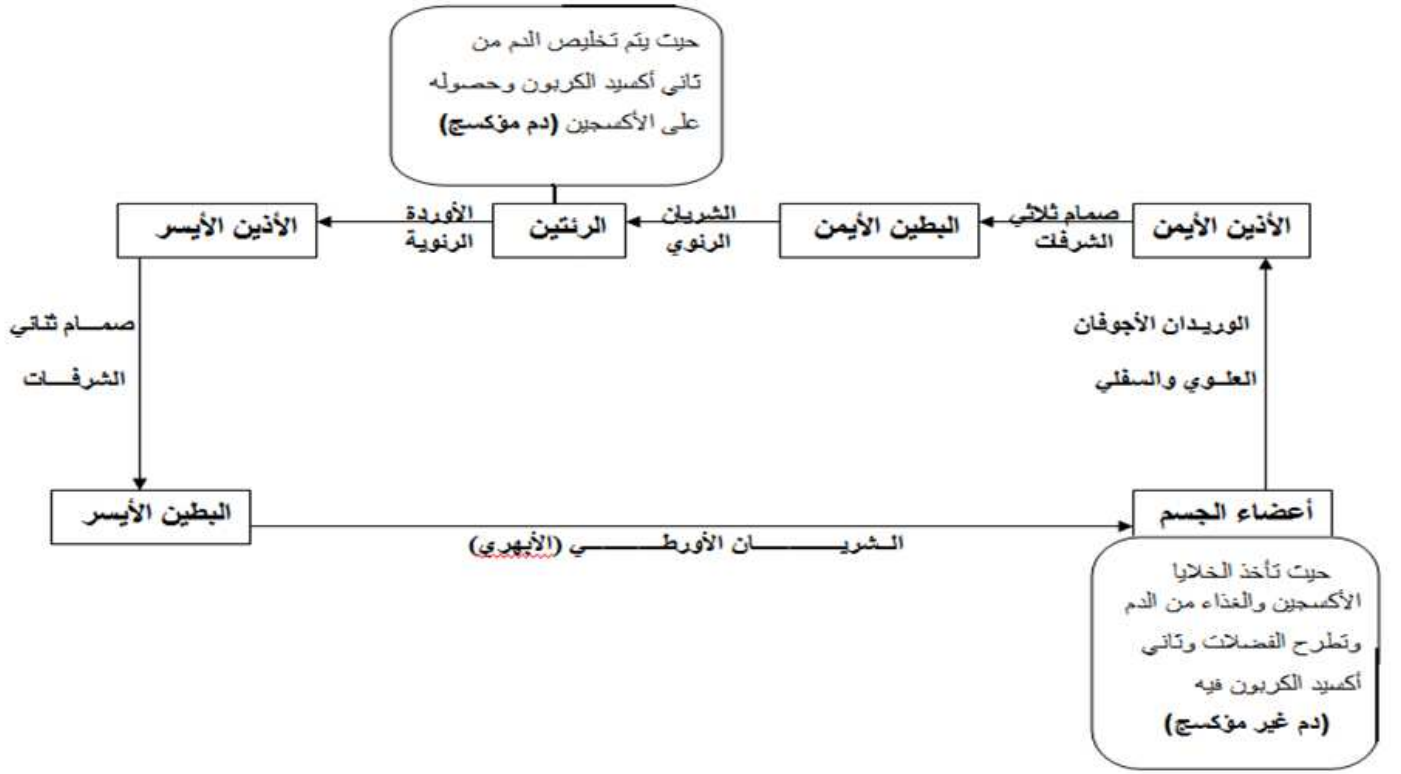 حيث يتم تخليص الدم من
ثاني أكسيد الكربون وحصوله
على الأكسجين (دم مؤكسج)
الأذين الأيمن
صمام ثلاثي
الشرفات
البطين الأيمن
الشريان
الرئوي
الرئتين
الأوردة
الرئوية
الأذين الأيسر
الوريدان الأجوفان
العلوي والسفلي
صمام ثنائي
الشرفات
أعضاء الجسم
البطين الأيسر
الشريان الأورطي (الأبهري)
حيث تأخذ الخلايا
الأكسجين والغذاء من الدم
وتطرح الفضلات وثاني
أكسيد الكربون فيه
(دم غير مؤكسج)